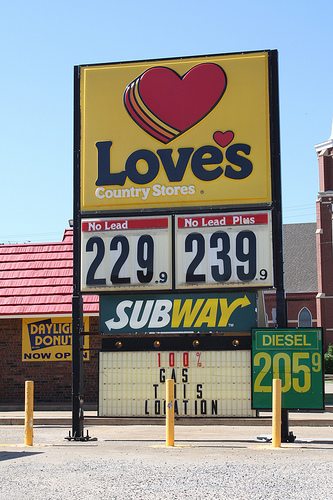 Love's
Country Stores
No Lead
229.9
No Lead Plus
239.9
SUBWAY
100%
GAS
THIS
LOCATION
DIESEL
205 9
DAYLIG
DONUT
NOW OP